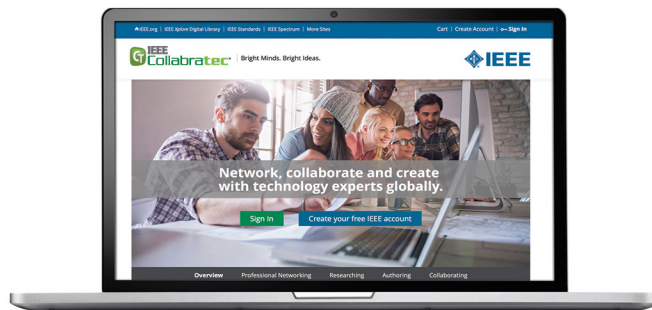 IEEE.org | IEEE Xplore Digital Library | IEEE Standards | IEEE Spectrum | More Sites
Cart | Create Account | Sign In
IEEE
Collabratec
Bright Minds. Bright Ideas.
IEEE
Network, collaborate and create
with technology experts globally.
Sign In
Create your free IEEE account
Overview Professional Networking Researching Authoring Collaborating